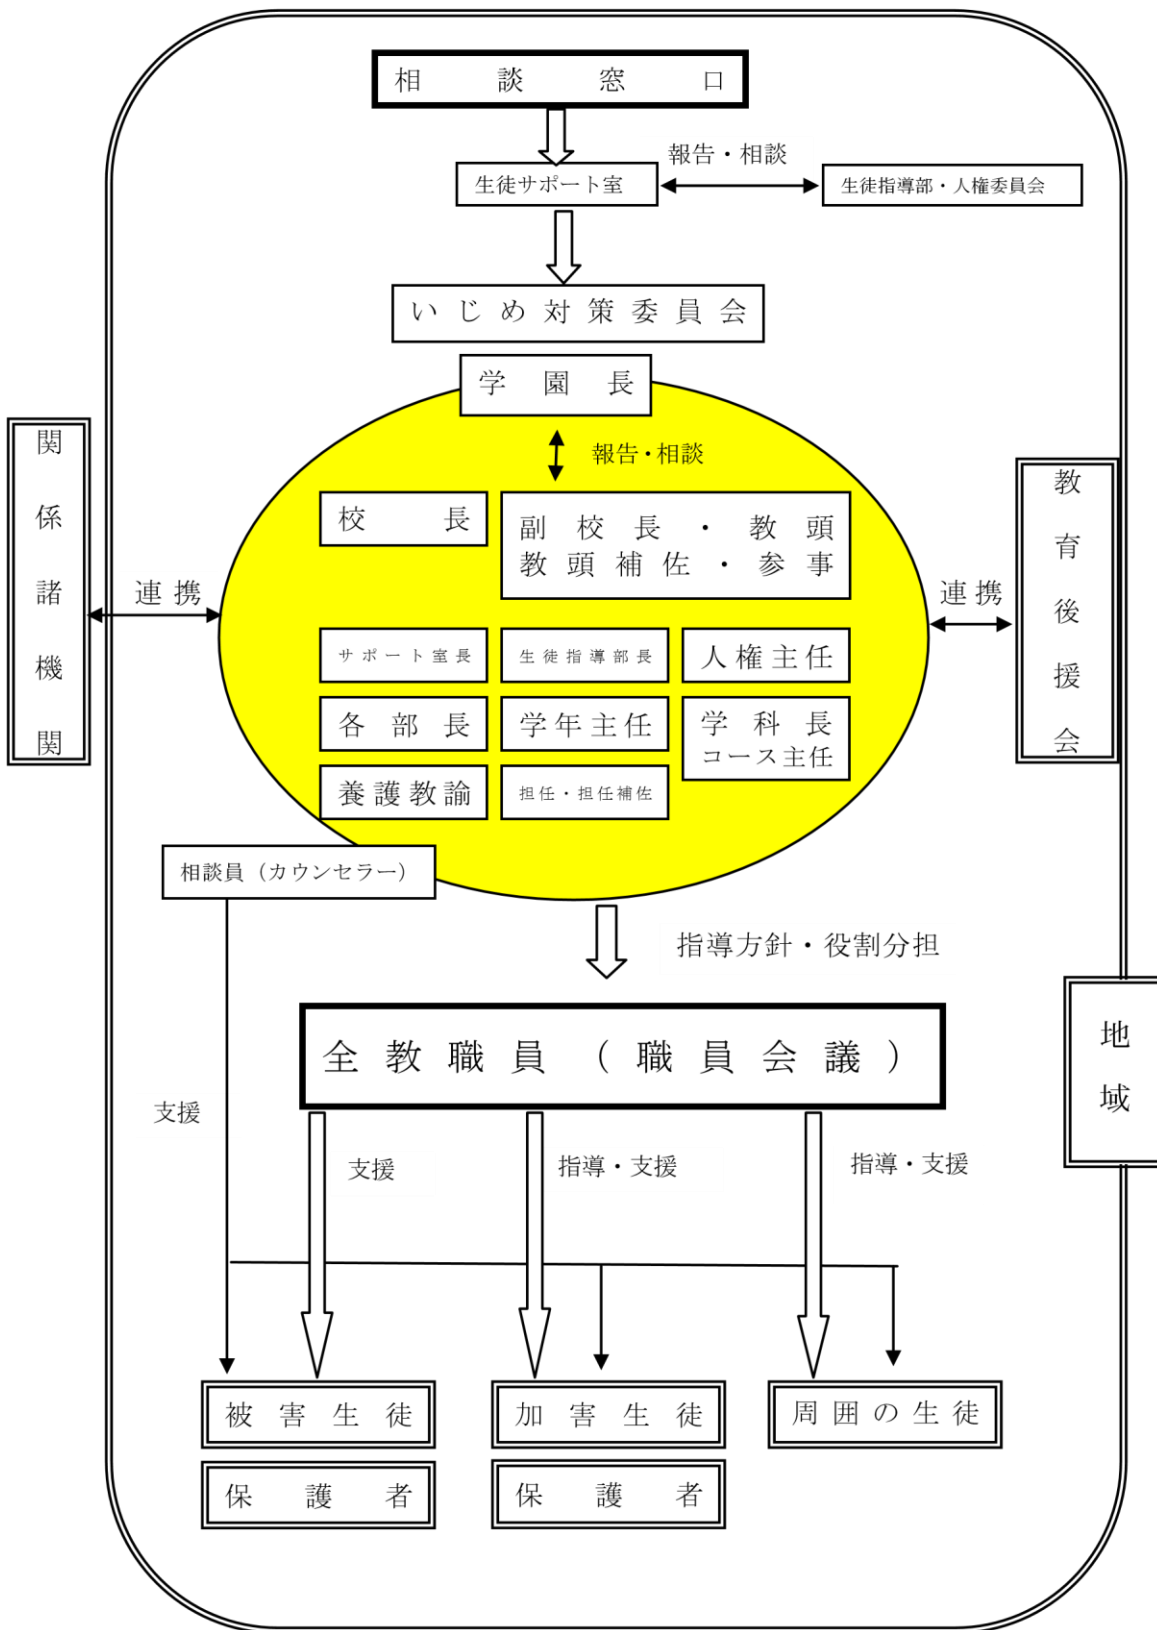 相談窓口
報告・相談
生徒サポート室
生徒指導部・人権委員会
いじめ対策委員会
学園長
報告・相談
校長
副校長・教頭
教頭補佐・参事
関係諸機関
連携
連携
教育後援会
サポート室長
生徒指導部長
人権主任
各部長
学年主任
学科長
コース主任
養護教諭
担任・担任補佐
相談員（カウンセラー）
指導方針・役割分担
全教職員（職員会議）
地域
支援
支援
指導・支援
指導・支援
被害生徒
加害生徒
周囲の生徒
保護者
保護者